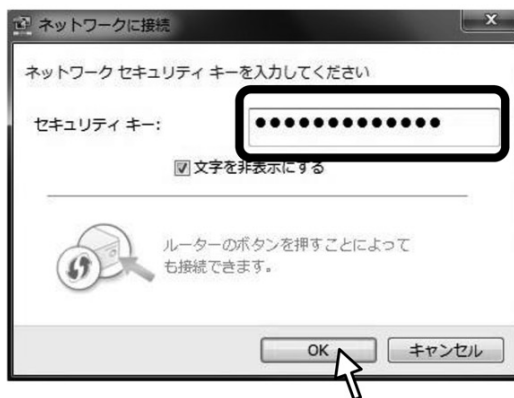 ネットワークに接続
ネットワーク セキュリティ キーを入力してください
セキュリティ キー:
●●●●●●●●●●●●●
文字を非表示にする
ルーターのボタンを押すことによって
も接続できます。
OK
キャンセル